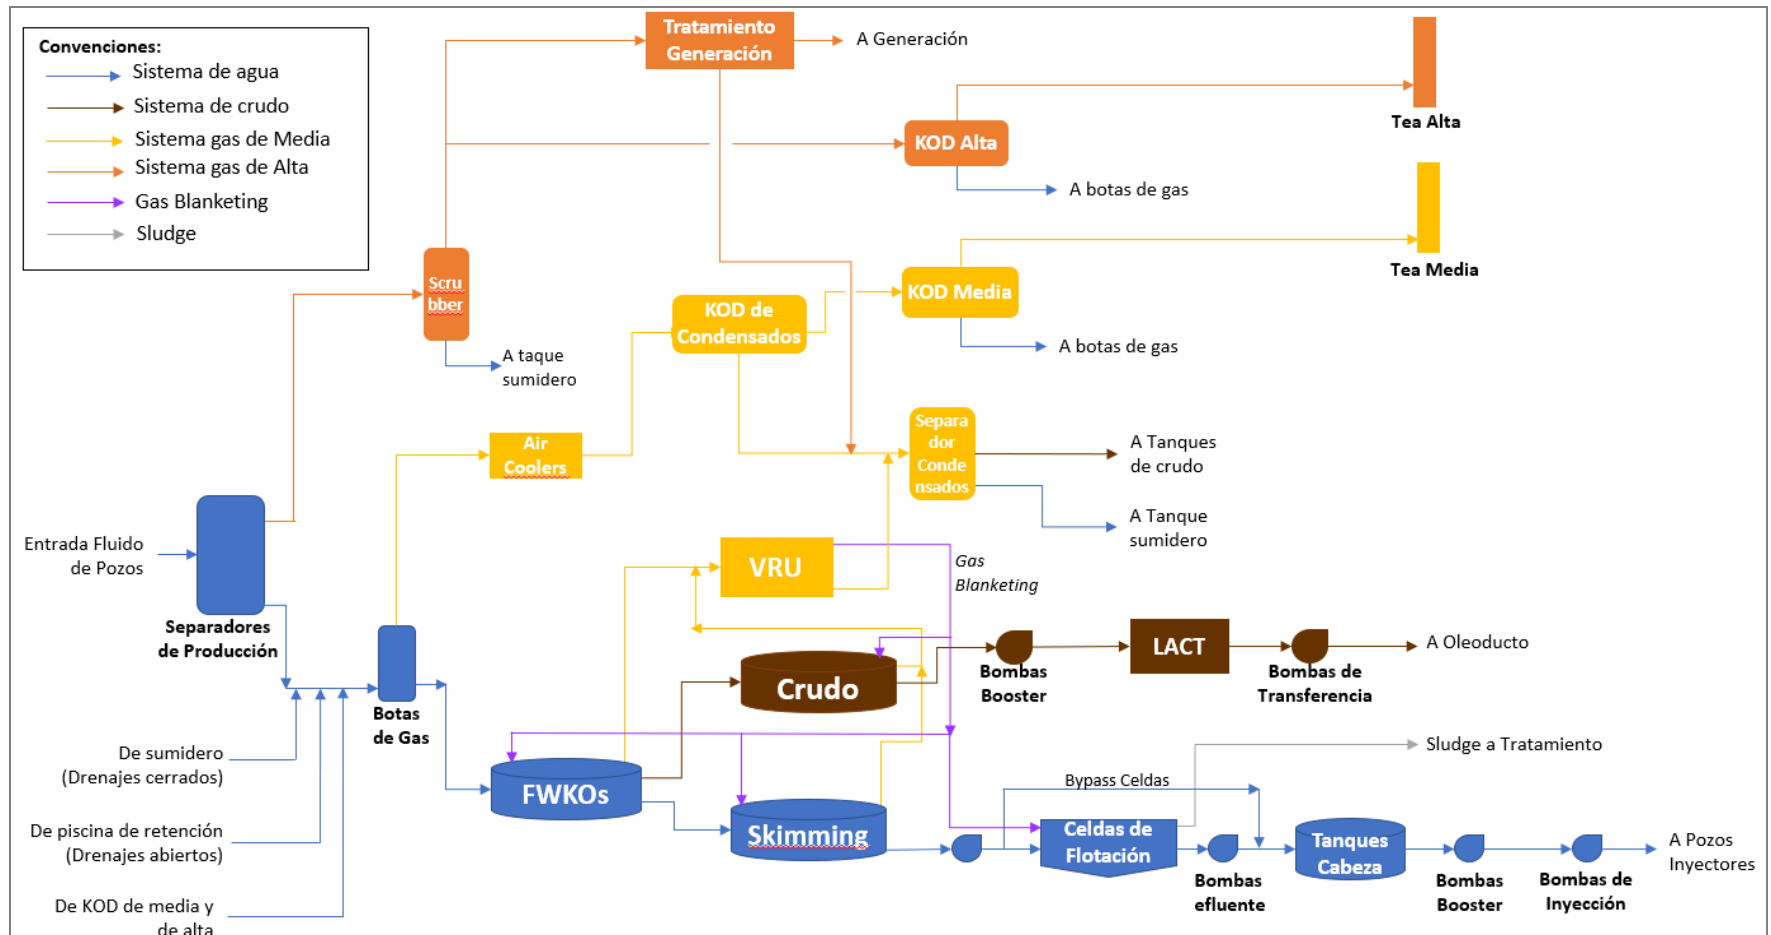 Convenciones:
Sistema de agua
Sistema de crudo
Sistema gas de Media
Sistema gas de Alta
Gas Blanketing
Sludge
Tratamiento
Generación
A Generación
Tea Alta
KOD Alta
A botas de gas
Tea Media
KOD Media
A botas de gas
Scru
bber
A taque
sumidero
KOD de
Condensados
Air
Coolers
Separa
dor
Conde
nsados
A Tanques
de crudo
A Tanque
sumidero
Entrada Fluido
de Pozos
Separadores
de Producción
VRU
Gas
Blanketing
Botas
de Gas
Crudo
Bombas
Booster
LACT
Bombas de
Transferencia
A Oleoducto
De sumidero
(Drenajes cerrados)
De piscina de retención
(Drenajes abiertos)
De KOD de media y
de alta
FWKOs
Skimming
Sludge a Tratamiento
Bypass Celdas
Celdas de
Flotación
Bombas
efluente
Tanques
Cabeza
Bombas
Booster
Bombas de
Inyección
A Pozos
Inyectores